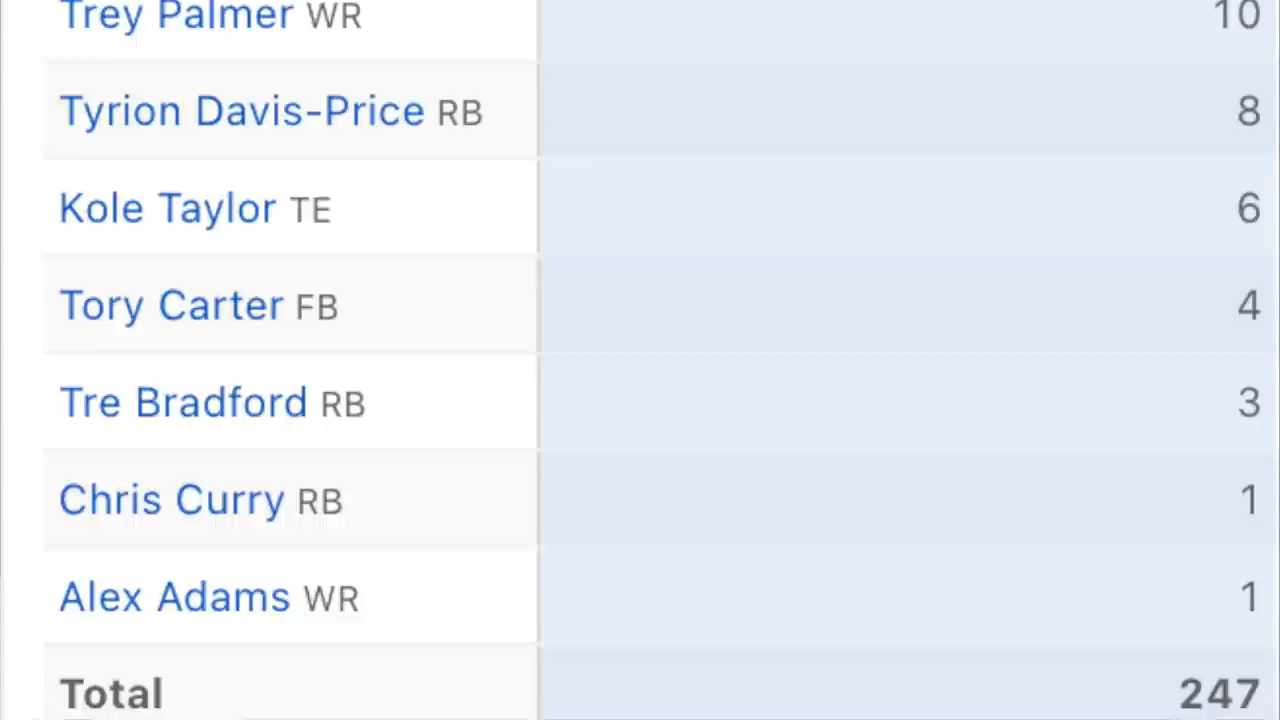 Trey Palmer WR 10
Tyrion Davis-Price RB 8
Kole Taylor TE 6
Tory Carter FB 4
Tre Bradford RB 3
Chris Curry RB 1
Alex Adams WR 1
Total 247